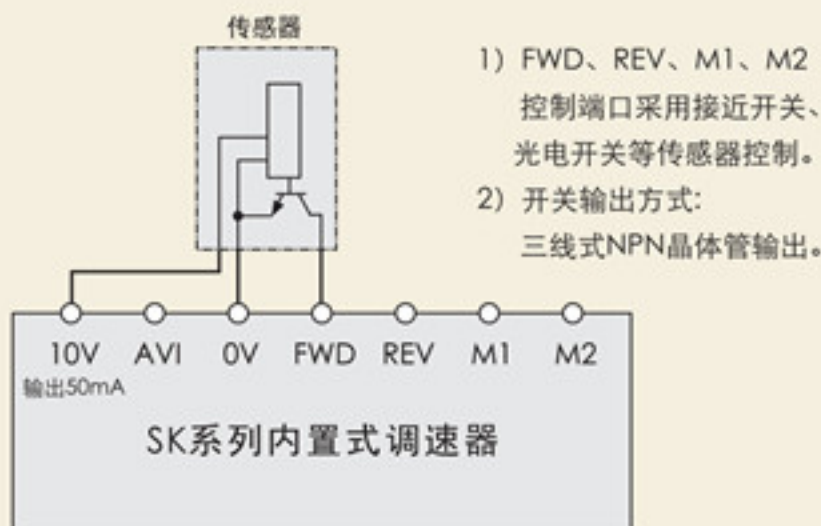 传感器
1）FWD、REV、M1、M2
控制端口采用接近开关、
光电开关等传感器控制。
2）开关输出方式:
三线式NPN晶体管输出。
10V AVI 0V FWD REV M1 M2
输出50mA
SK系列内置式调速器